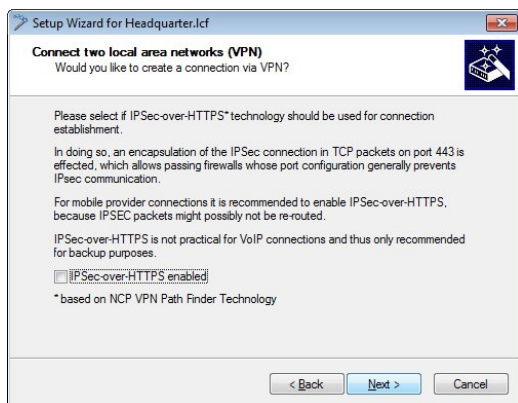 Setup Wizard for Headquarter.lcf
Connect two local area networks (VPN)
Would you like to create a connection via VPN?
Please select if IPSec-over-HTTPS* technology should be used for connection
establishment.
In doing so, an encapsulation of the IPSec connection in TCP packets on port 443 is
effected, which allows passing firewalls whose port configuration generally prevents
IPsec communication.
For mobile provider connections it is recommended to enable IPSec-over-HTTPS,
because IPSEC packets might possibly not be re-routed.
IPSec-over-HTTPS is not practical for VoIP connections and thus only recommended
for backup purposes.
IPSec-over-HTTPS enabled
* based on NCP VPN Path Finder Technology
< Back
Next >
Cancel